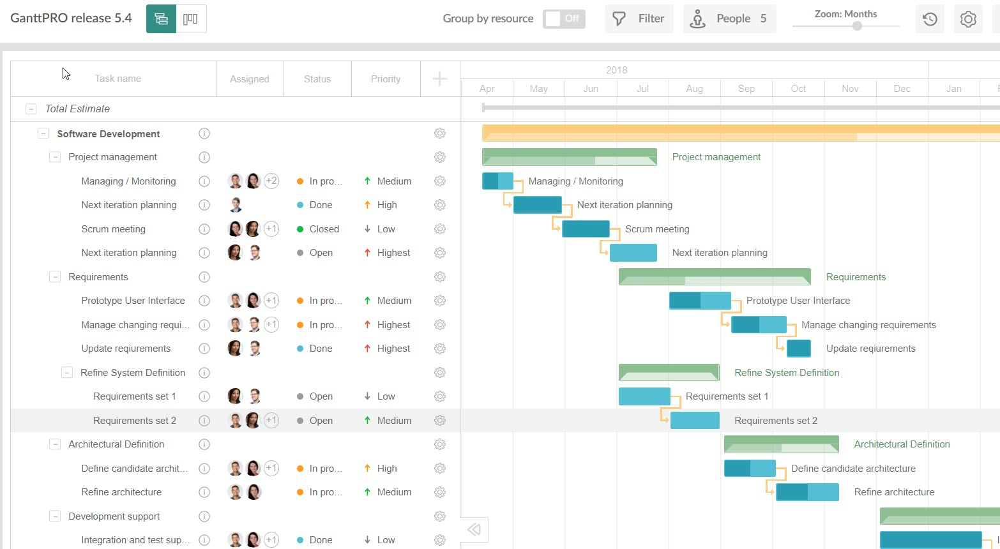 GanttPRO release 5.4
Group by resource Off Filter People 5 Zoom: Months
Task name Assigned Status Priority
2018
Apr May Jun Jul Aug Sep Oct Nov Dec Jan
Total Estimate
Software Development
Project management Project management
Managing / Monitoring +2 In pro... Medium Managing / Monitoring
Next iteration planning Done High Next iteration planning
Scrum meeting +1 Closed Low Scrum meeting
Next iteration planning Open Highest Next iteration planning
Requirements Requirements
Prototype User Interface +1 In pro... Medium Prototype User Interface
Manage changing requi... +1 In pro... Highest Manage changing requirements
Update reqiurements Done Highest Update reqiurements
Refine System Definition Refine System Definition
Requirements set 1 Open Low Requirements set 1
Requirements set 2 +1 Open Medium Requirements set 2
Architectural Definition Architectural Definition
Define candidate archit... +1 In pro... High Define candidate architecture
Refine architecture In pro... Medium Refine architecture
Development support
Integration and test sup... +1 Done Low